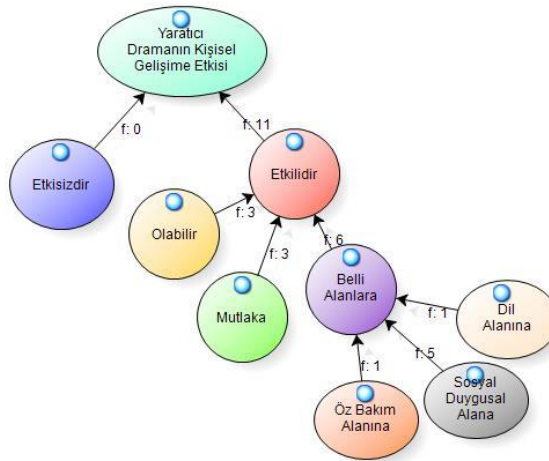 Yaratıcı
Dramanın Kişisel
Gelişime Etkisi
f: 0
f: 11
Etkisizdir
Etkilidir
Olabilir
f: 3
f: 3
f: 6
Mutlaka
Belli
Alanlara
f: 1
Dil
Alanına
f: 1
f: 5
Öz Bakım
Alanına
Sosyal
Duygusal
Alana